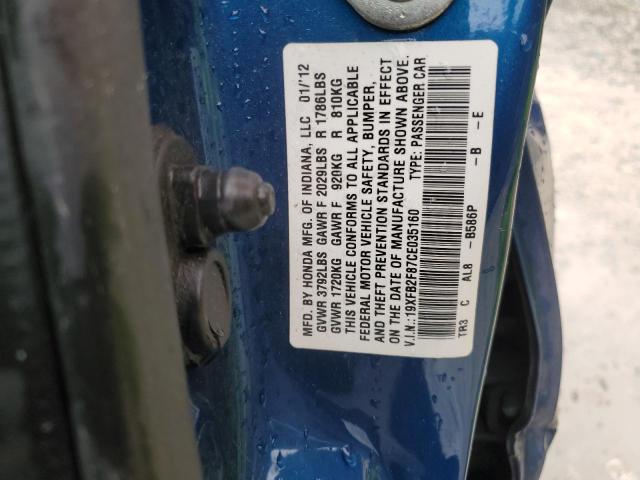 MFD. BY HONDA MFG. OF INDIANA, LLC 01/'12
GVWR 3792LBS GAWR F 2029LBS R 1786LBS
GVWR 1720KG GAWR F 920KG R 810KG
THIS VEHICLE CONFORMS TO ALL APPLICABLE
FEDERAL MOTOR VEHICLE SAFETY, BUMPER,
AND THEFT PREVENTION STANDARDS IN EFFECT
ON THE DATE OF MANUFACTURE SHOWN ABOVE.
V.I.N.:19XFB2F87CE035160 TYPE: PASSENGER CAR
TR3 C AL8 -B586P -B -E